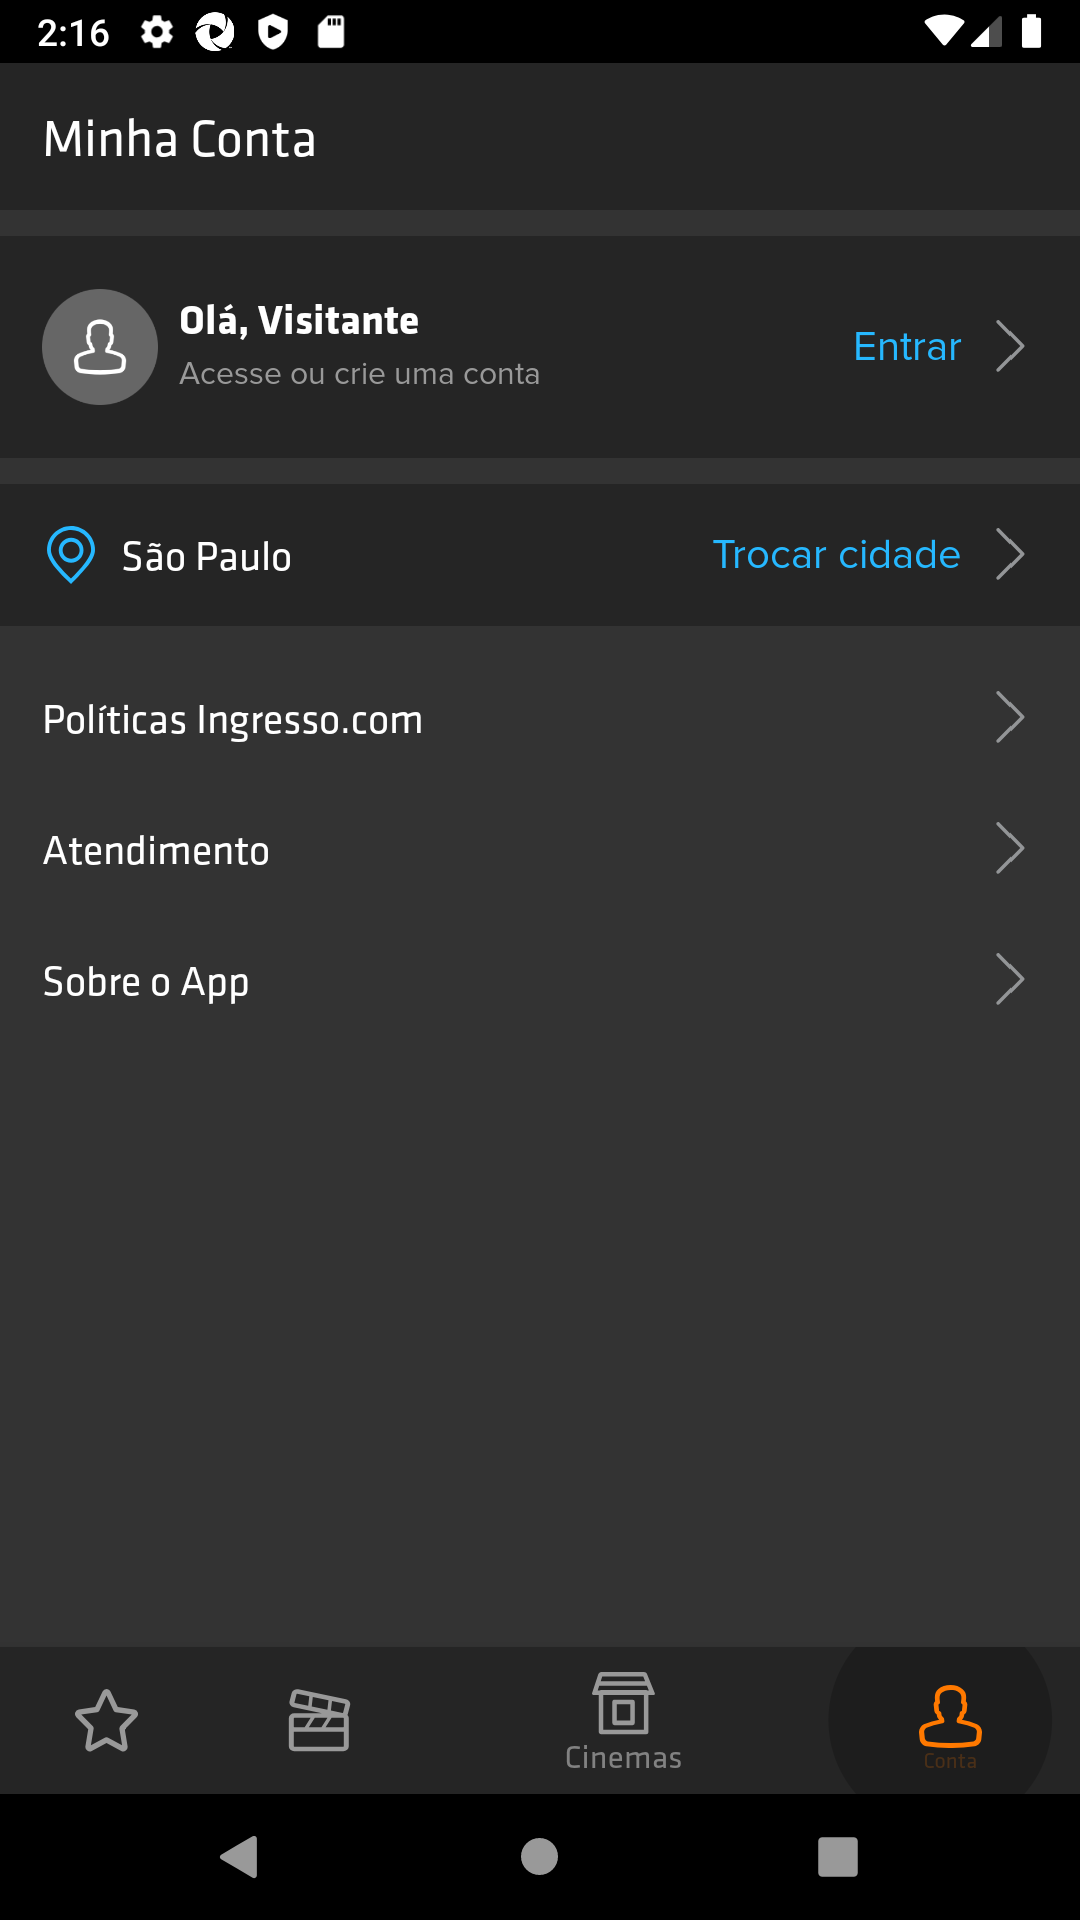 2:16
Minha Conta
Olá, Visitante
Acesse ou crie uma conta
Entrar
São Paulo
Trocar cidade
Políticas Ingresso.com
Atendimento
Sobre o App
Cinemas
Conta